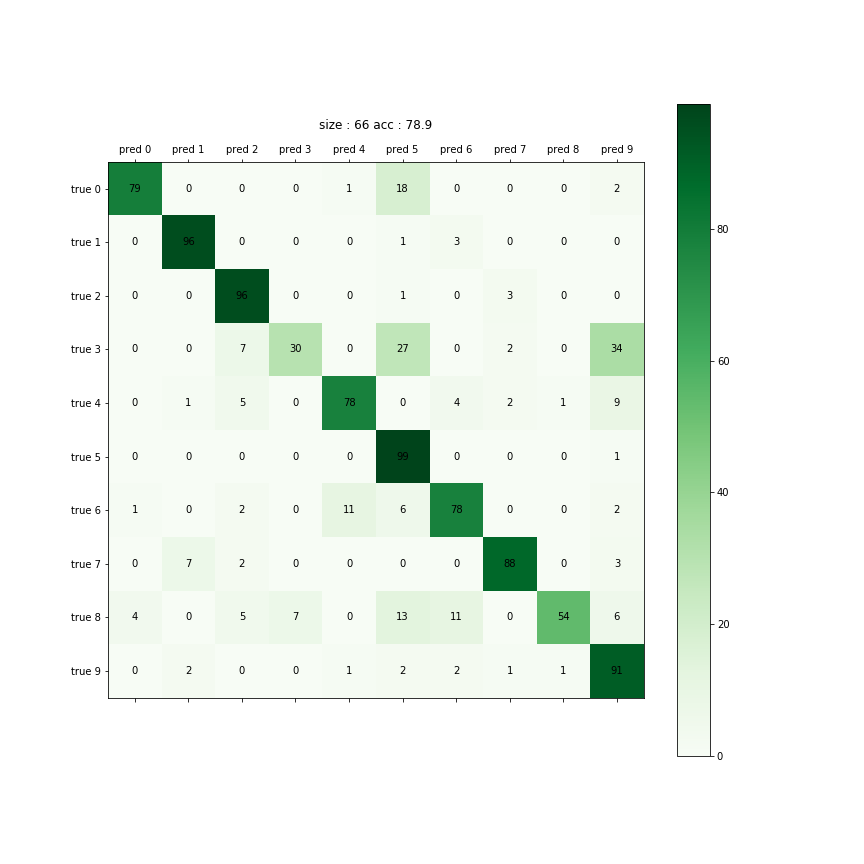 size : 66 acc : 78.9
pred 0 pred 1 pred 2 pred 3 pred 4 pred 5 pred 6 pred 7 pred 8 pred 9
true 0 79 0 0 0 1 18 0 0 0 2
true 1 0 96 0 0 0 1 3 0 0 0
true 2 0 0 96 0 0 1 0 3 0 0
true 3 0 0 7 30 0 27 0 2 0 34
true 4 0 1 5 0 78 0 4 2 1 9
true 5 0 0 0 0 0 99 0 0 0 1
true 6 1 0 2 0 11 6 78 0 0 2
true 7 0 7 2 0 0 0 0 88 0 3
true 8 4 0 5 7 0 13 11 0 54 6
true 9 0 2 0 0 1 2 2 1 1 91
80
60
40
20
0